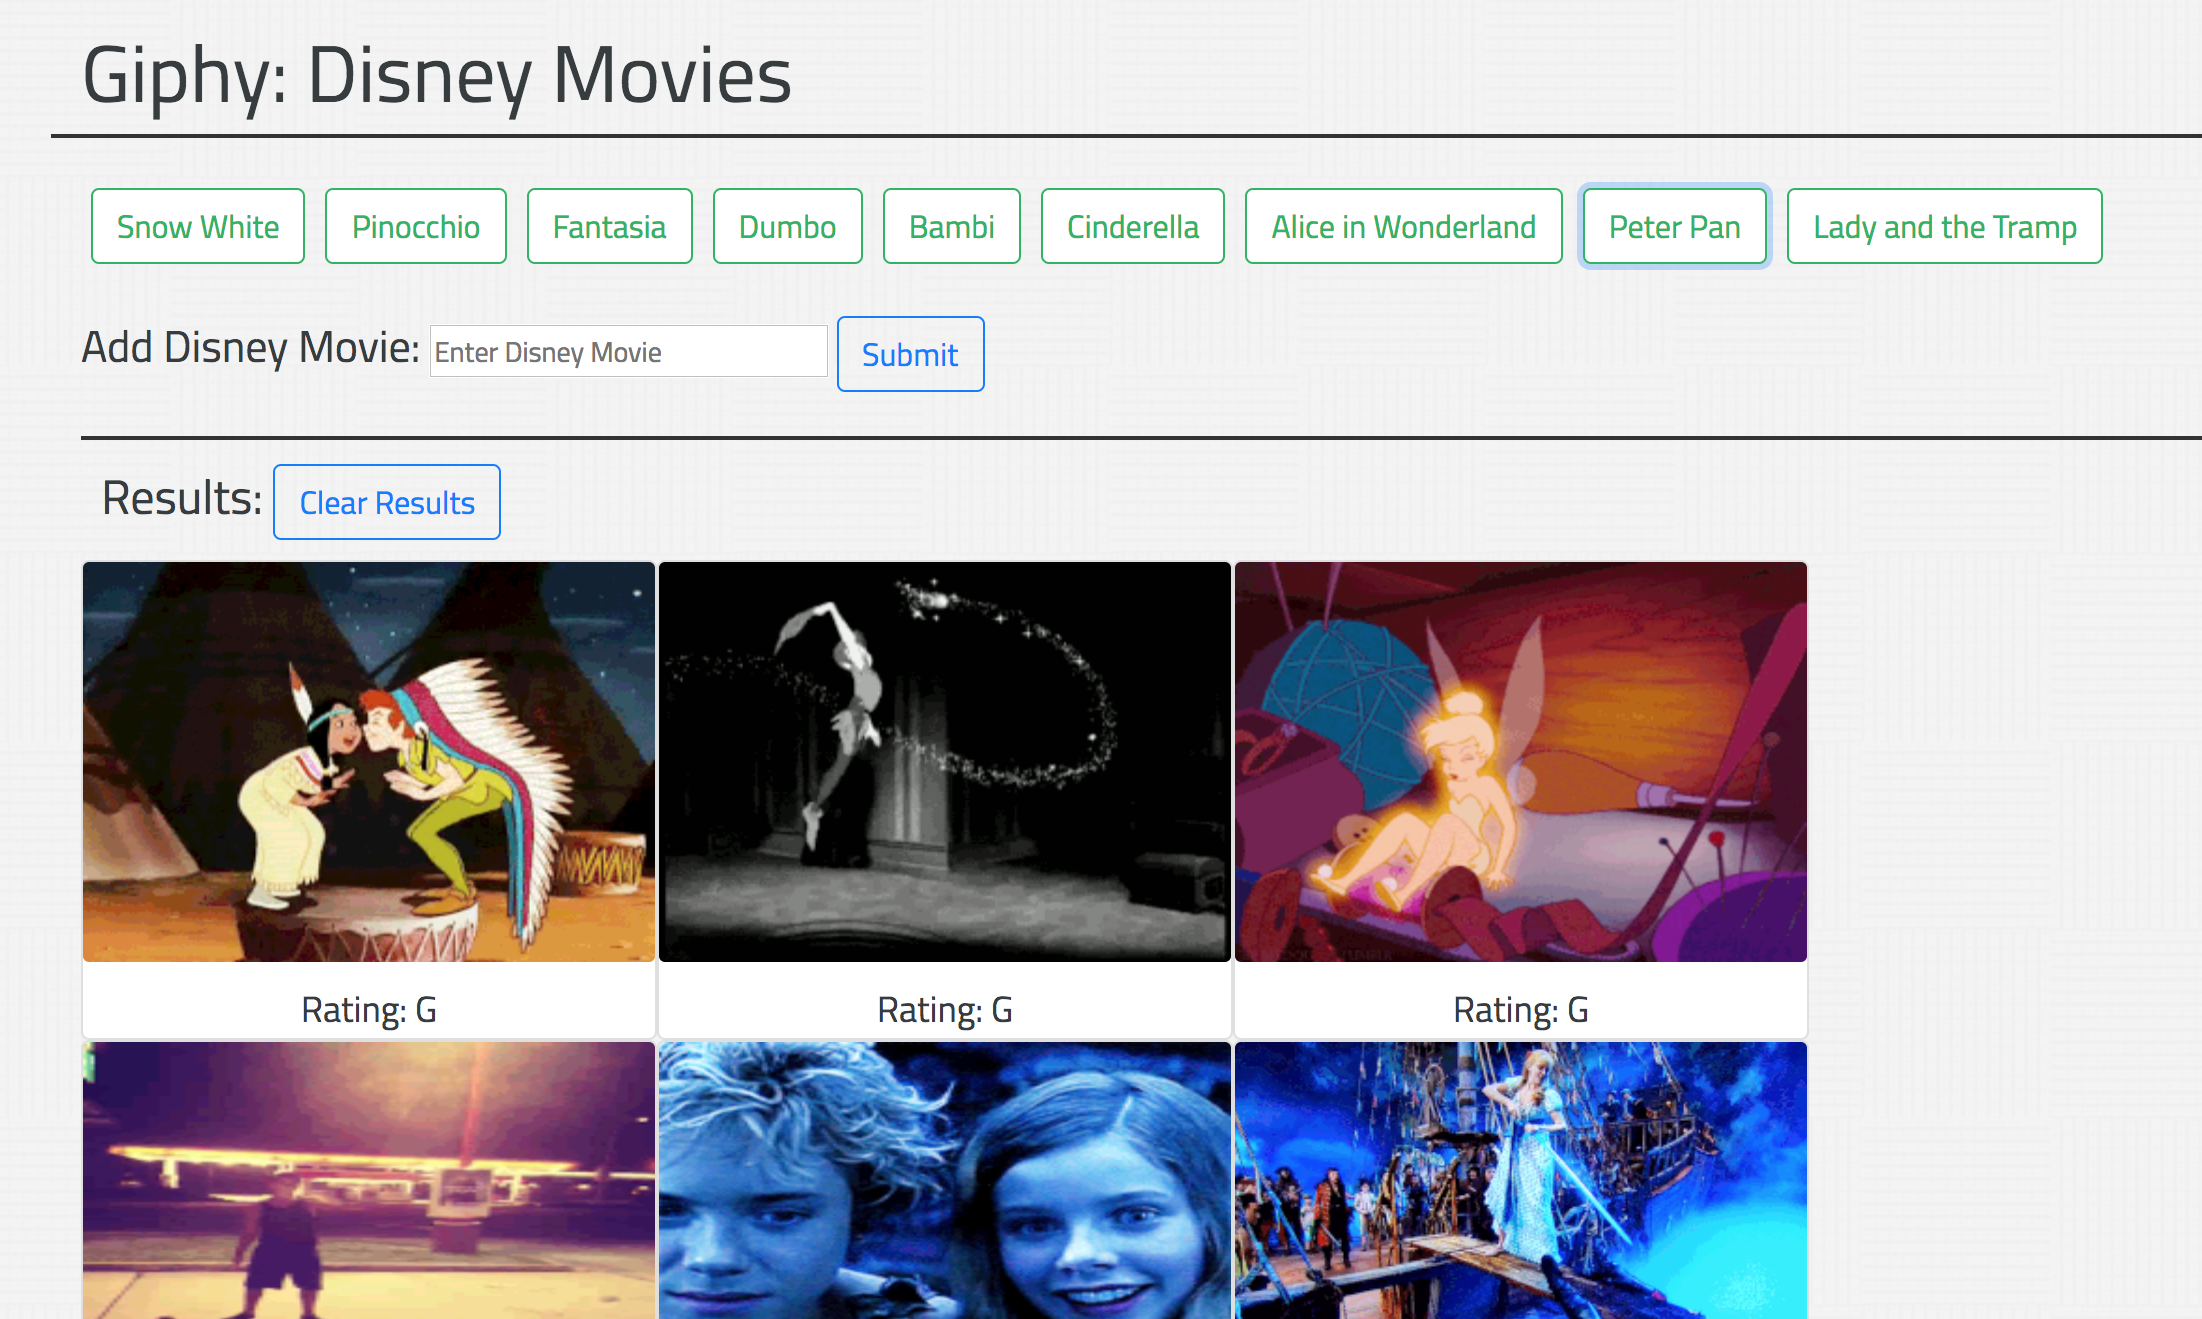 Giphy: Disney Movies
Snow White Pinocchio Fantasia Dumbo Bambi Cinderella Alice in Wonderland Peter Pan Lady and the Tramp
Add Disney Movie: Enter Disney Movie Submit
Results: Clear Results
Rating: G Rating: G Rating: G